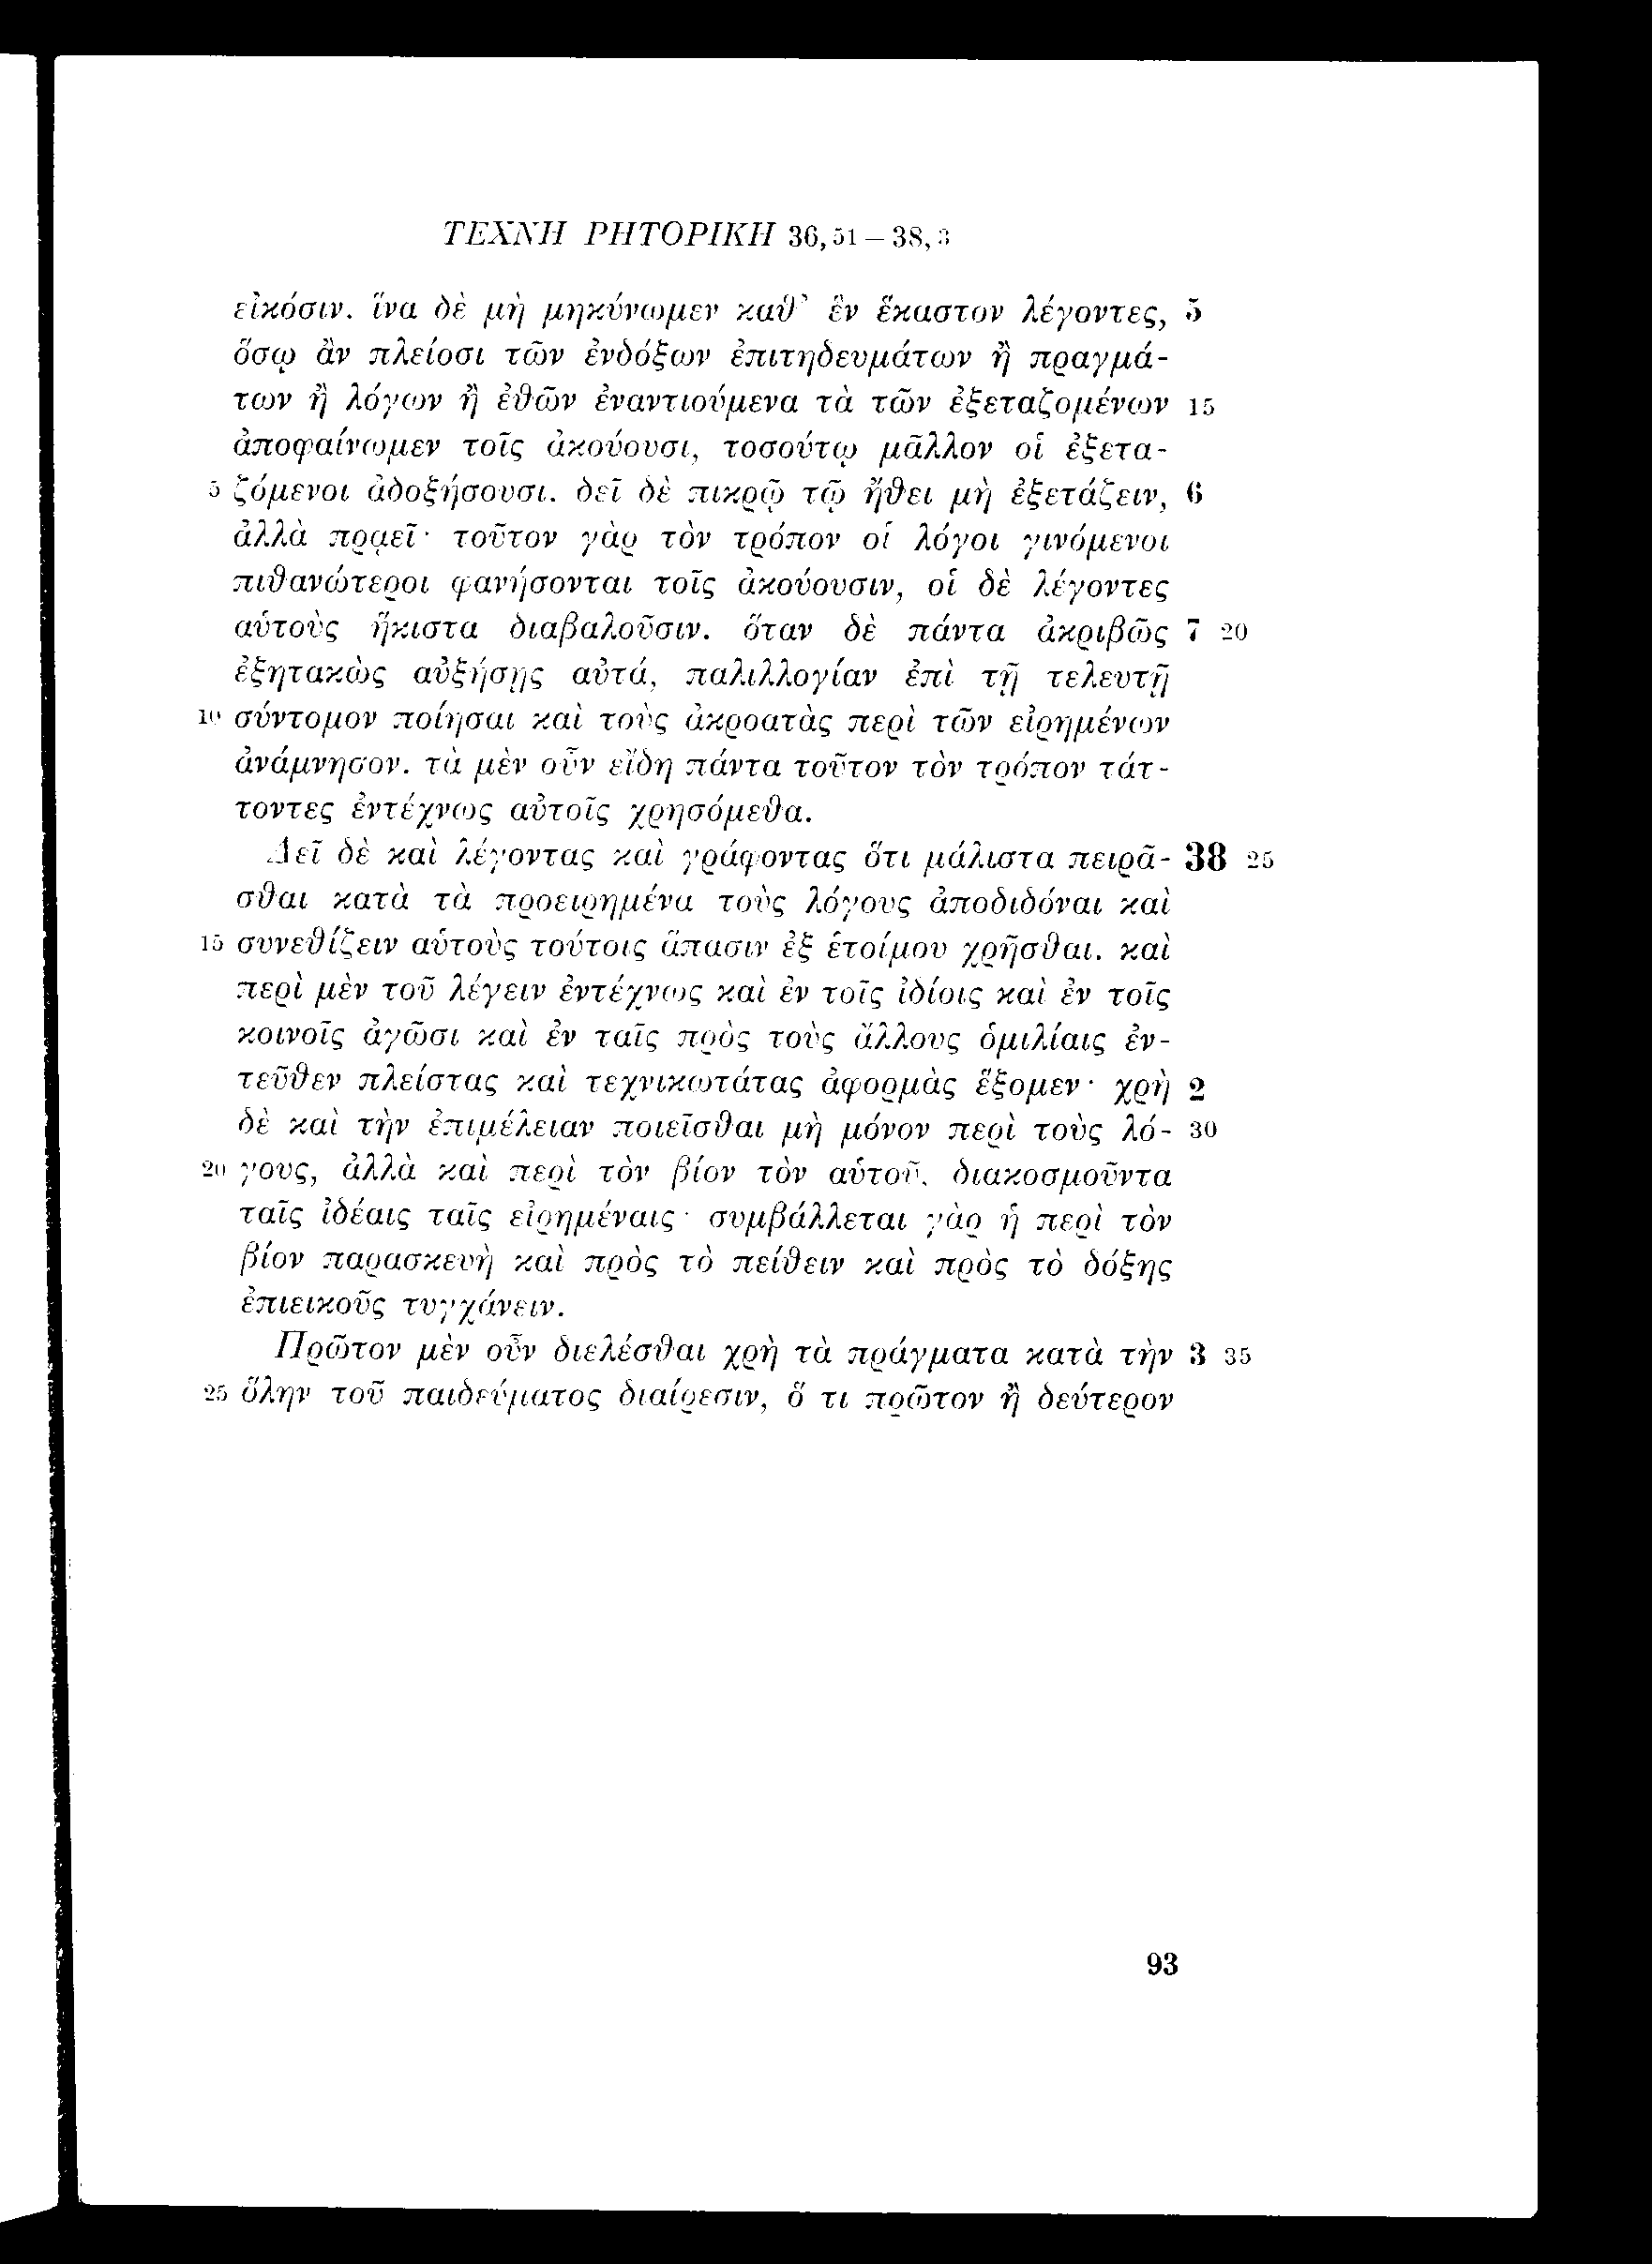 ΤΕΧΝΗ ΡΗΤΟΡΙΚΗ 36, 51 – 38, 3
εἰκόσιν. ἵνα δὲ μὴ μηκύνωμεν καθ’ ἓν ἕκαστον λέγοντες, 5
ὅσῳ ἂν πλείοσι τῶν ἐνδόξων ἐπιτηδευμάτων ἢ πραγμά-
των ἢ λόγων ἢ ἐθῶν ἐναντιούμενα τὰ τῶν ἐξεταζομένων 15
ἀποφαίνωμεν τοῖς ἀκούουσι, τοσούτῳ μᾶλλον οἱ ἐξετα-
5 ζόμενοι ἀδοξήσουσι. δεῖ δὲ πικρῷ τῷ ἤθει μὴ ἐξετάζειν, 6
ἀλλὰ πραεῖ· τοῦτον γὰρ τὸν τρόπον οἱ λόγοι γινόμενοι
πιθανώτεροι φανήσονται τοῖς ἀκούουσιν, οἱ δὲ λέγοντες
αὑτοὺς ἥκιστα διαβαλοῦσιν. ὅταν δὲ πάντα ἀκριβῶς 7 20
ἐξητακὼς αὐξήσῃς αὐτά, παλιλλογίαν ἐπὶ τῇ τελευτῇ
10 σύντομον ποίησαι καὶ τοὺς ἀκροατὰς περὶ τῶν εἰρημένων
ἀνάμνησον. τὰ μὲν οὖν εἴδη πάντα τοῦτον τὸν τρόπον τάτ-
τοντες ἐντέχνως αὐτοῖς χρησόμεθα.
Δεῖ δὲ καὶ λέγοντας καὶ γράφοντας ὅτι μάλιστα πειρᾶ- 38 25
σθαι κατὰ τὰ προειρημένα τοὺς λόγους ἀποδιδόναι καὶ
15 συνεθίζειν αὑτοὺς τούτοις ἅπασιν ἐξ ἑτοίμου χρῆσθαι. καὶ
περὶ μὲν τοῦ λέγειν ἐντέχνως καὶ ἐν τοῖς ἰδίοις καὶ ἐν τοῖς
κοινοῖς ἀγῶσι καὶ ἐν ταῖς πρὸς τοὺς ἄλλους ὁμιλίαις ἐν-
τεῦθεν πλείστας καὶ τεχνικωτάτας ἀφορμὰς ἕξομεν· χρὴ 2
δὲ καὶ τὴν ἐπιμέλειαν ποιεῖσθαι μὴ μόνον περὶ τοὺς λό- 30
20 γους, ἀλλὰ καὶ περὶ τὸν βίον τὸν αὑτοῦ, διακοσμοῦντα
ταῖς ἰδέαις ταῖς εἰρημέναις· συμβάλλεται γὰρ ἡ περὶ τὸν
βίον παρασκευὴ καὶ πρὸς τὸ πείθειν καὶ πρὸς τὸ δόξης
ἐπιεικοῦς τυγχάνειν.
Πρῶτον μὲν οὖν διελέσθαι χρὴ τὰ πράγματα κατὰ τὴν 3 35
25 ὅλην τοῦ παιδεύματος διαίρεσιν, ὅ τι πρῶτον ἢ δεύτερον
93